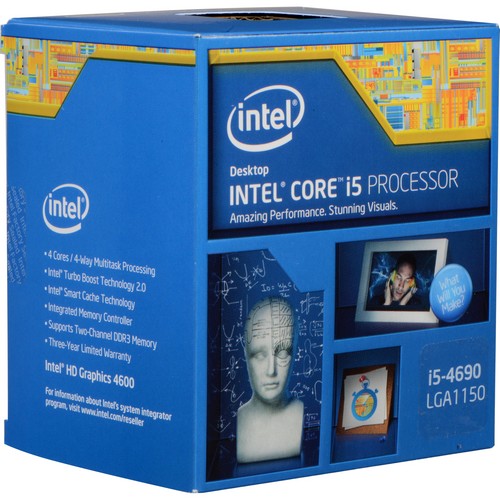 intel
Desktop
INTEL® CORE™ i5 PROCESSOR
Amazing Performance. Stunning Visuals.
What
Will You
Make?
i5-4690
LGA1150
intel
• 4 Cores / 4-Way Multitask Processing
• Intel® Turbo Boost Technology 2.0
• Intel® Smart Cache Technology
• Integrated Memory Controller
• Supports Two-Channel DDR3 Memory
• Three-Year Limited Warranty
Intel® HD Graphics 4600
For information about Intel's system integrator
program, visit www.intel.com/reseller